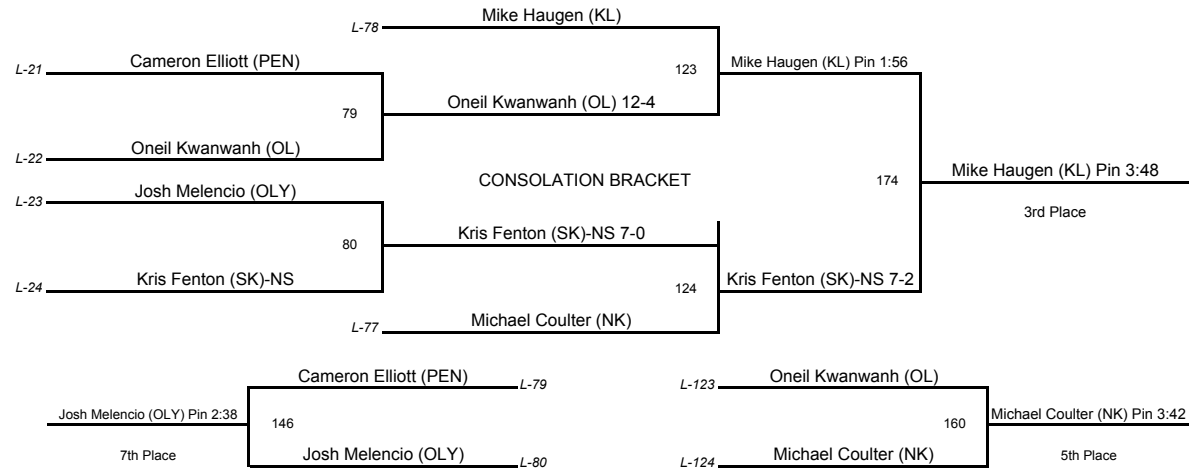 Mike Haugen (KL)
L-78
Cameron Elliott (PEN)
L-21
123
Mike Haugen (KL) Pin 1:56
Oneil Kwanwanh (OL) 12-4
79
Oneil Kwanwanh (OL)
L-22
Josh Melencio (OLY)
L-23
CONSOLATION BRACKET
174
Mike Haugen (KL) Pin 3:48
3rd Place
Kris Fenton (SK)-NS 7-0
80
Kris Fenton (SK)-NS
L-24
124
Kris Fenton (SK)-NS 7-2
Michael Coulter (NK)
L-77
Cameron Elliott (PEN)
L-79
L-123
Oneil Kwanwanh (OL)
Josh Melencio (OLY) Pin 2:38
146
160
Michael Coulter (NK) Pin 3:42
7th Place
Josh Melencio (OLY)
L-80
L-124
Michael Coulter (NK)
5th Place